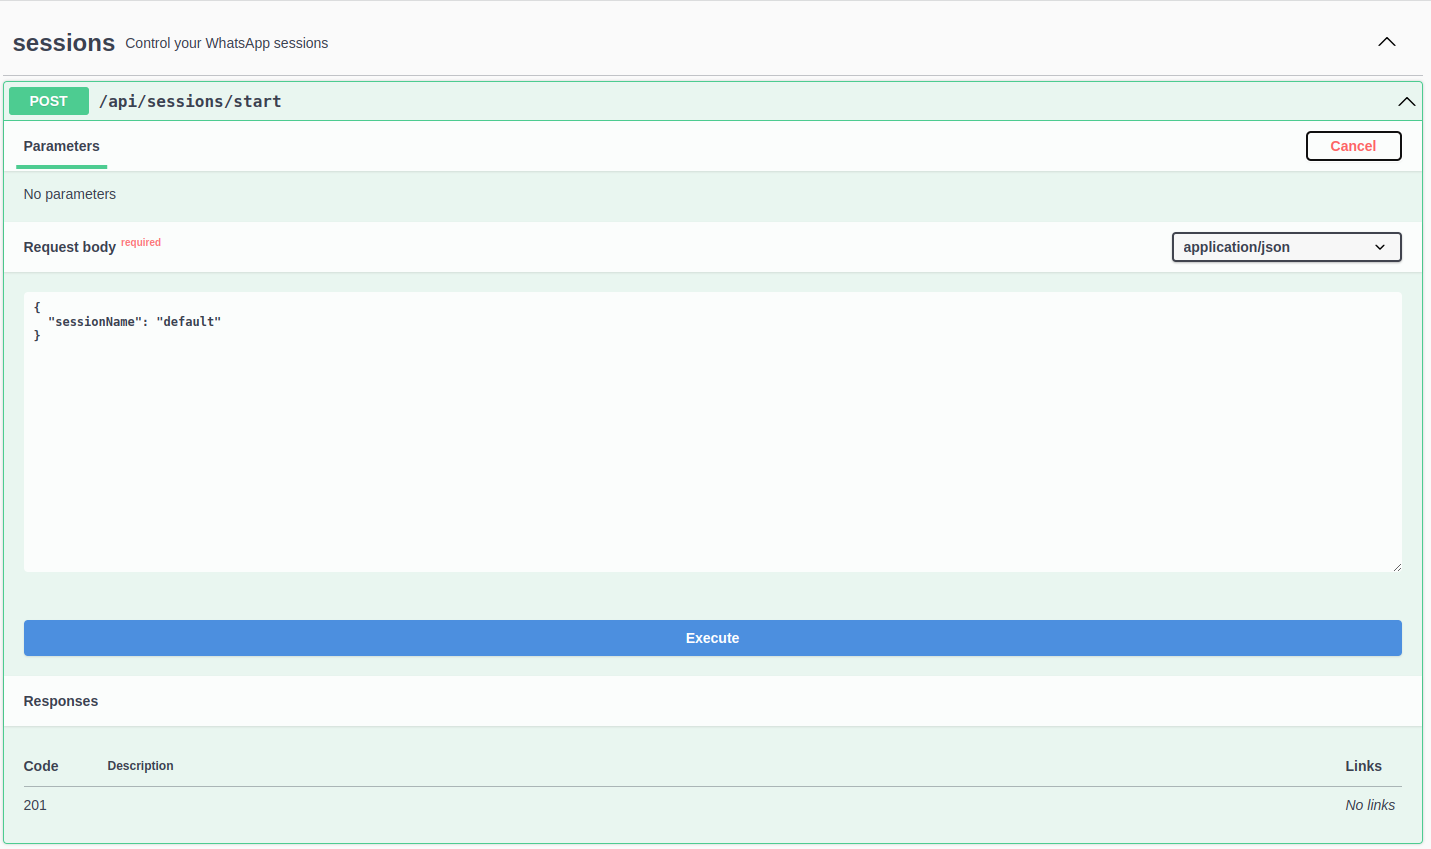 sessions Control your WhatsApp sessions
POST /api/sessions/start
Parameters Cancel
No parameters
Request body required application/json
{
  "sessionName": "default"
}
Execute
Responses
Code Description Links
201 No links